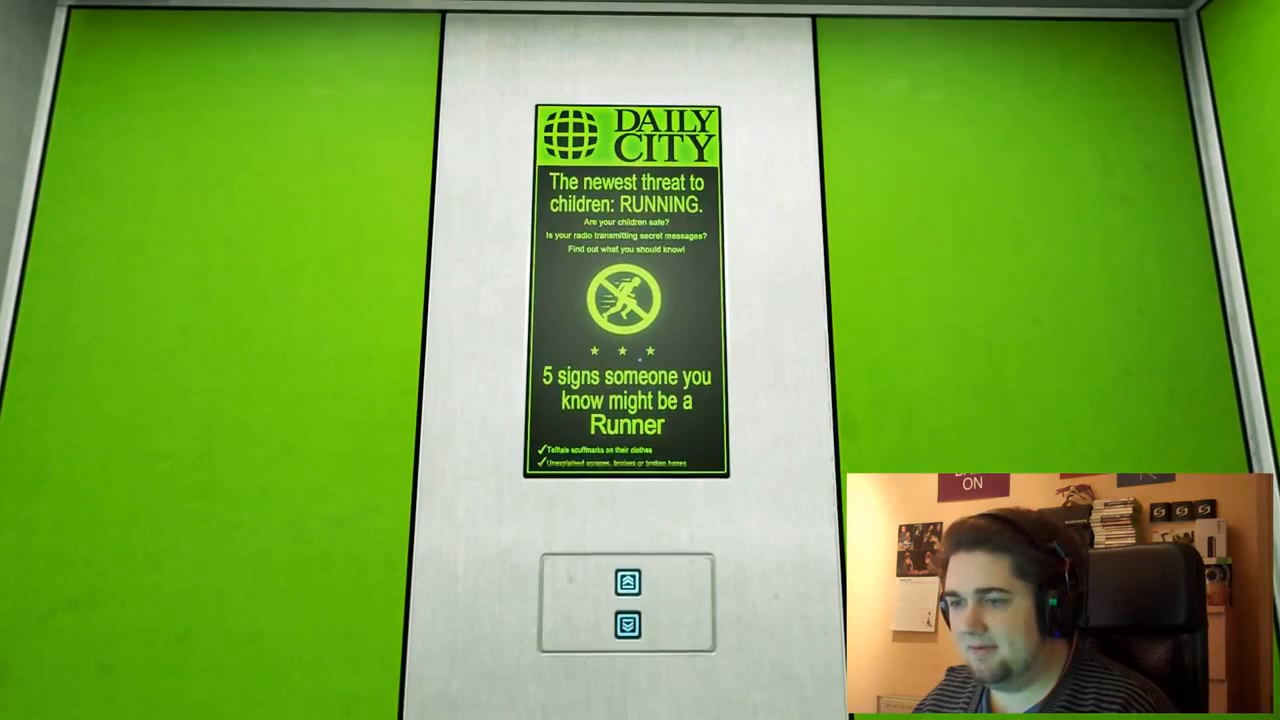 DAILY
CITY
The newest threat to
children: RUNNING.
Are your children safe?
Is your radio transmitting secret messages?
Find out what you should know!
5 signs someone you
know might be a
Runner
Telltale scuffmarks on their clothes
Unexplained scrapes, bruises or broken bones
ON